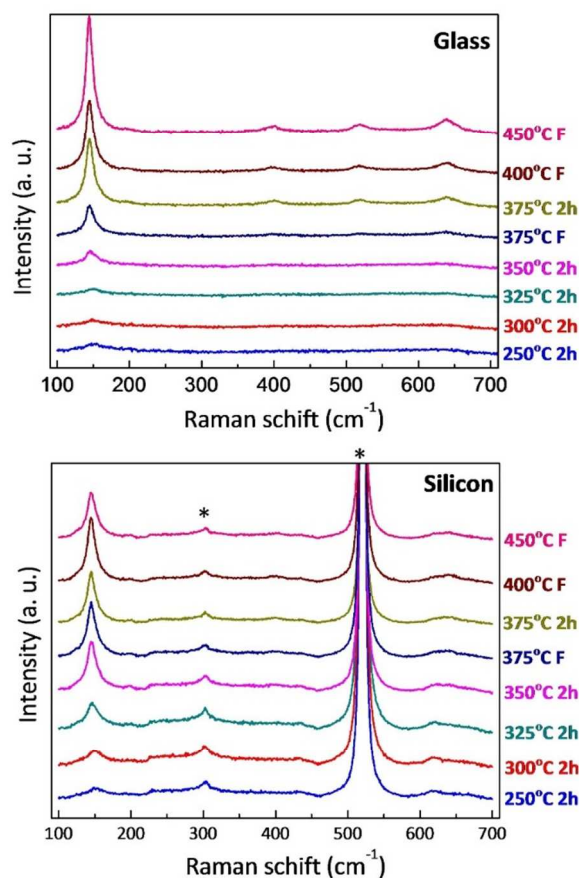 Glass
Intensity (a. u.)
450°C F
400°C F
375°C 2h
375°C F
350°C 2h
325°C 2h
300°C 2h
250°C 2h
100 200 300 400 500 600 700
Raman schift (cm-1)
*
*
Silicon
Intensity (a. u.)
450°C F
400°C F
375°C 2h
375°C F
350°C 2h
325°C 2h
300°C 2h
250°C 2h
100 200 300 400 500 600 700
Raman schift (cm-1)